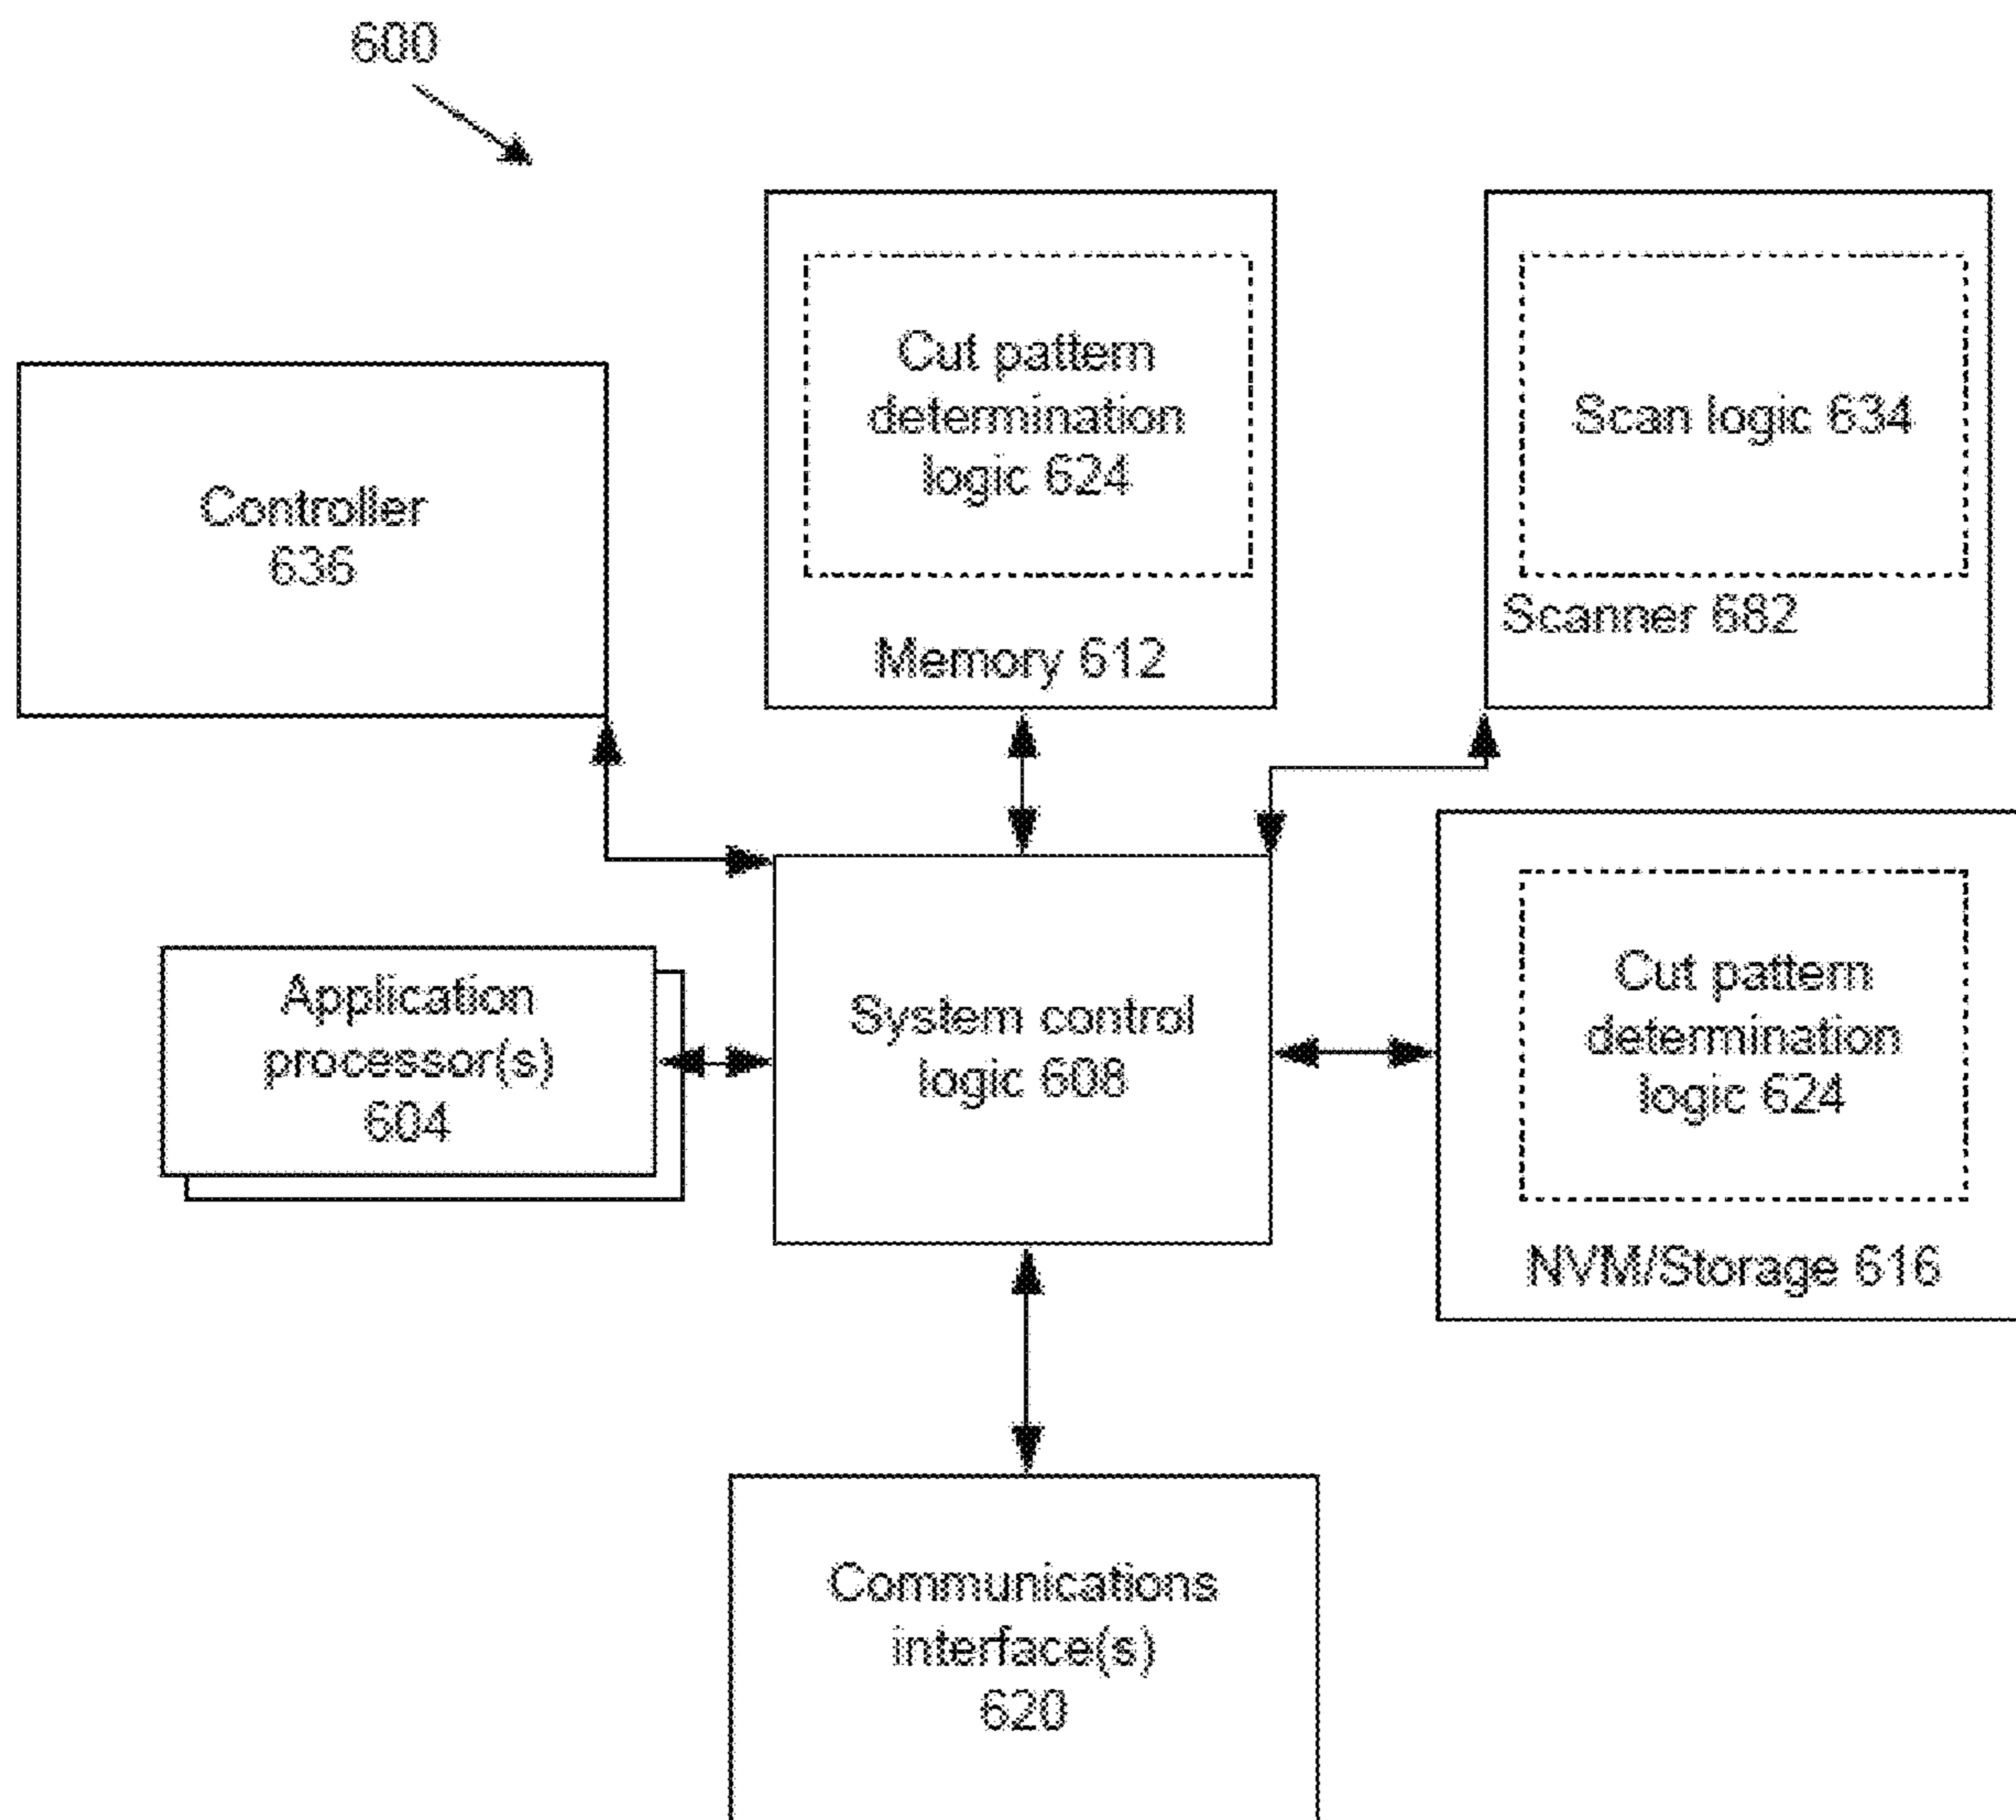 600
Cut pattern
determination
logic 624
Memory 612
Scan logic 634
Scanner 682
Controller
636
Application
processor(s)
604
System control
logic 608
Cut pattern
determination
logic 624
NVM/Storage 616
Communications
interface(s)
620